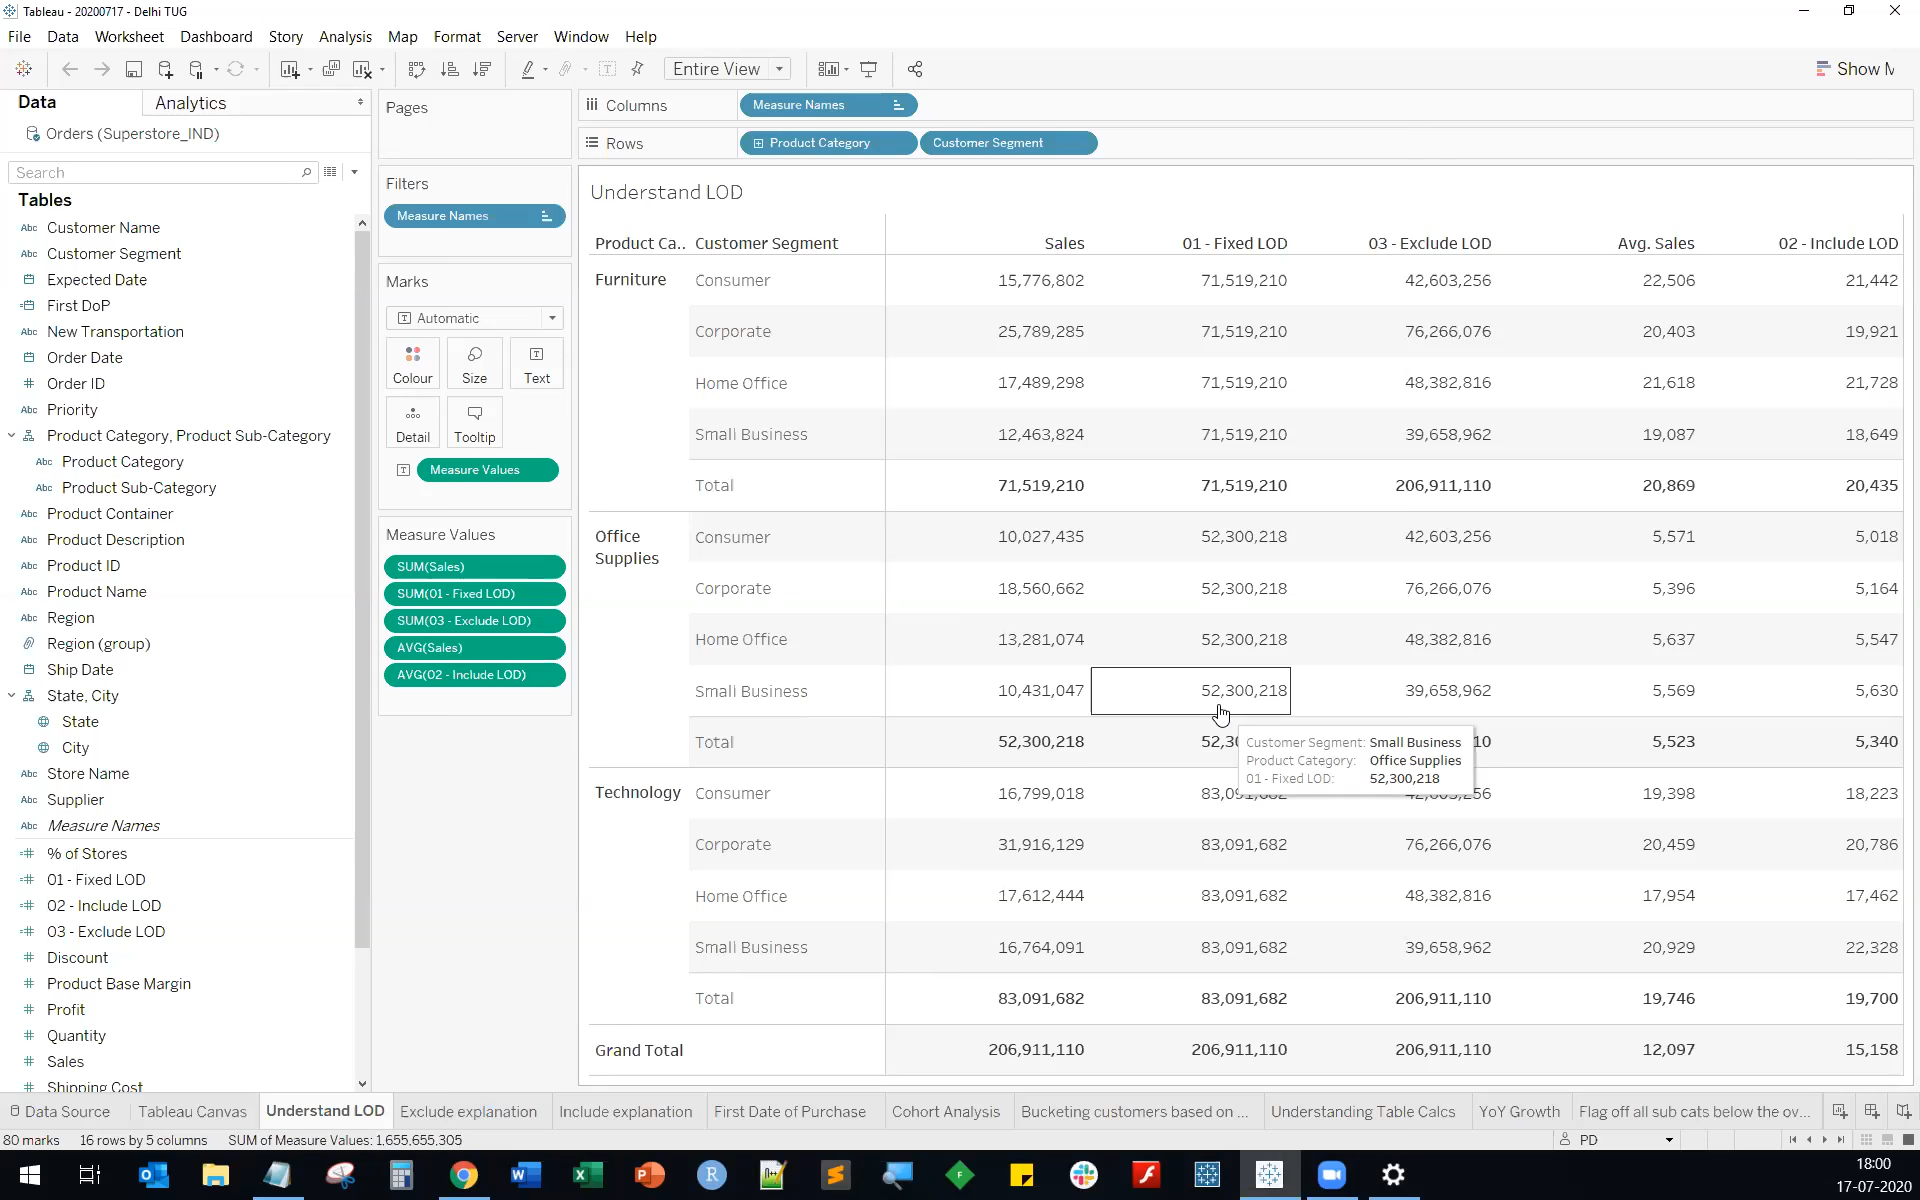 Tableau - 20200717 - Delhi TUG
File Data Worksheet Dashboard Story Analysis Map Format Server Window Help
Entire View
Show M
Data
Analytics
Orders (Superstore_IND)
Search
Tables
Abc Customer Name
Abc Customer Segment
Expected Date
First DoP
Abc New Transportation
Order Date
# Order ID
Abc Priority
Product Category, Product Sub-Category
Abc Product Category
Abc Product Sub-Category
Abc Product Container
Abc Product Description
Abc Product ID
Abc Product Name
Abc Region
Region (group)
Ship Date
State, City
State
City
Abc Store Name
Abc Supplier
Abc Measure Names
=# % of Stores
=# 01 - Fixed LOD
=# 02 - Include LOD
=# 03 - Exclude LOD
# Discount
# Product Base Margin
# Profit
# Quantity
# Sales
# Shipping Cost
Pages
Filters
Measure Names
Marks
Automatic
Colour Size Text
Detail Tooltip
Measure Values
Measure Values
SUM(Sales)
SUM(01 - Fixed LOD)
SUM(03 - Exclude LOD)
AVG(Sales)
AVG(02 - Include LOD)
Columns Measure Names
Rows Product Category Customer Segment
Understand LOD
Product Ca.. Customer Segment Sales 01 - Fixed LOD 03 - Exclude LOD Avg. Sales 02 - Include LOD
Furniture Consumer 15,776,802 71,519,210 42,603,256 22,506 21,442
Corporate 25,789,285 71,519,210 76,266,076 20,403 19,921
Home Office 17,489,298 71,519,210 48,382,816 21,618 21,728
Small Business 12,463,824 71,519,210 39,658,962 19,087 18,649
Total 71,519,210 71,519,210 206,911,110 20,869 20,435
Office Supplies Consumer 10,027,435 52,300,218 42,603,256 5,571 5,018
Corporate 18,560,662 52,300,218 76,266,076 5,396 5,164
Home Office 13,281,074 52,300,218 48,382,816 5,637 5,547
Small Business 10,431,047 52,300,218 39,658,962 5,569 5,630
Total 52,300,218 52,30 10 5,523 5,340
Customer Segment: Small Business
Product Category: Office Supplies
01 - Fixed LOD: 52,300,218
Technology Consumer 16,799,018 83,091,682 42,603,256 19,398 18,223
Corporate 31,916,129 83,091,682 76,266,076 20,459 20,786
Home Office 17,612,444 83,091,682 48,382,816 17,954 17,462
Small Business 16,764,091 83,091,682 39,658,962 20,929 22,328
Total 83,091,682 83,091,682 206,911,110 19,746 19,700
Grand Total 206,911,110 206,911,110 206,911,110 12,097 15,158
Data Source Tableau Canvas Understand LOD Exclude explanation Include explanation First Date of Purchase Cohort Analysis Bucketing customers based on ... Understanding Table Calcs YoY Growth Flag off all sub cats below the ov...
80 marks 16 rows by 5 columns SUM of Measure Values: 1,655,655,305 PD
18:00
17-07-2020